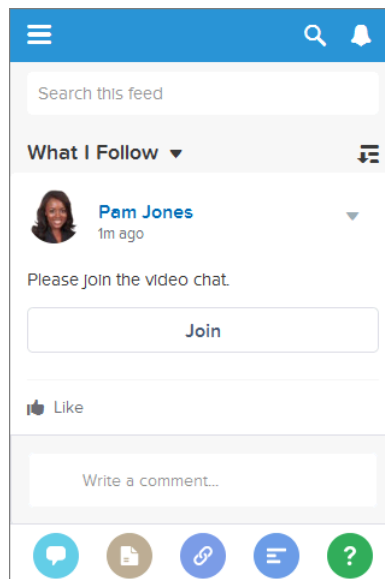 Search this feed
What I Follow
Pam Jones
1m ago
Please join the video chat.
Join
Like
Write a comment...
?